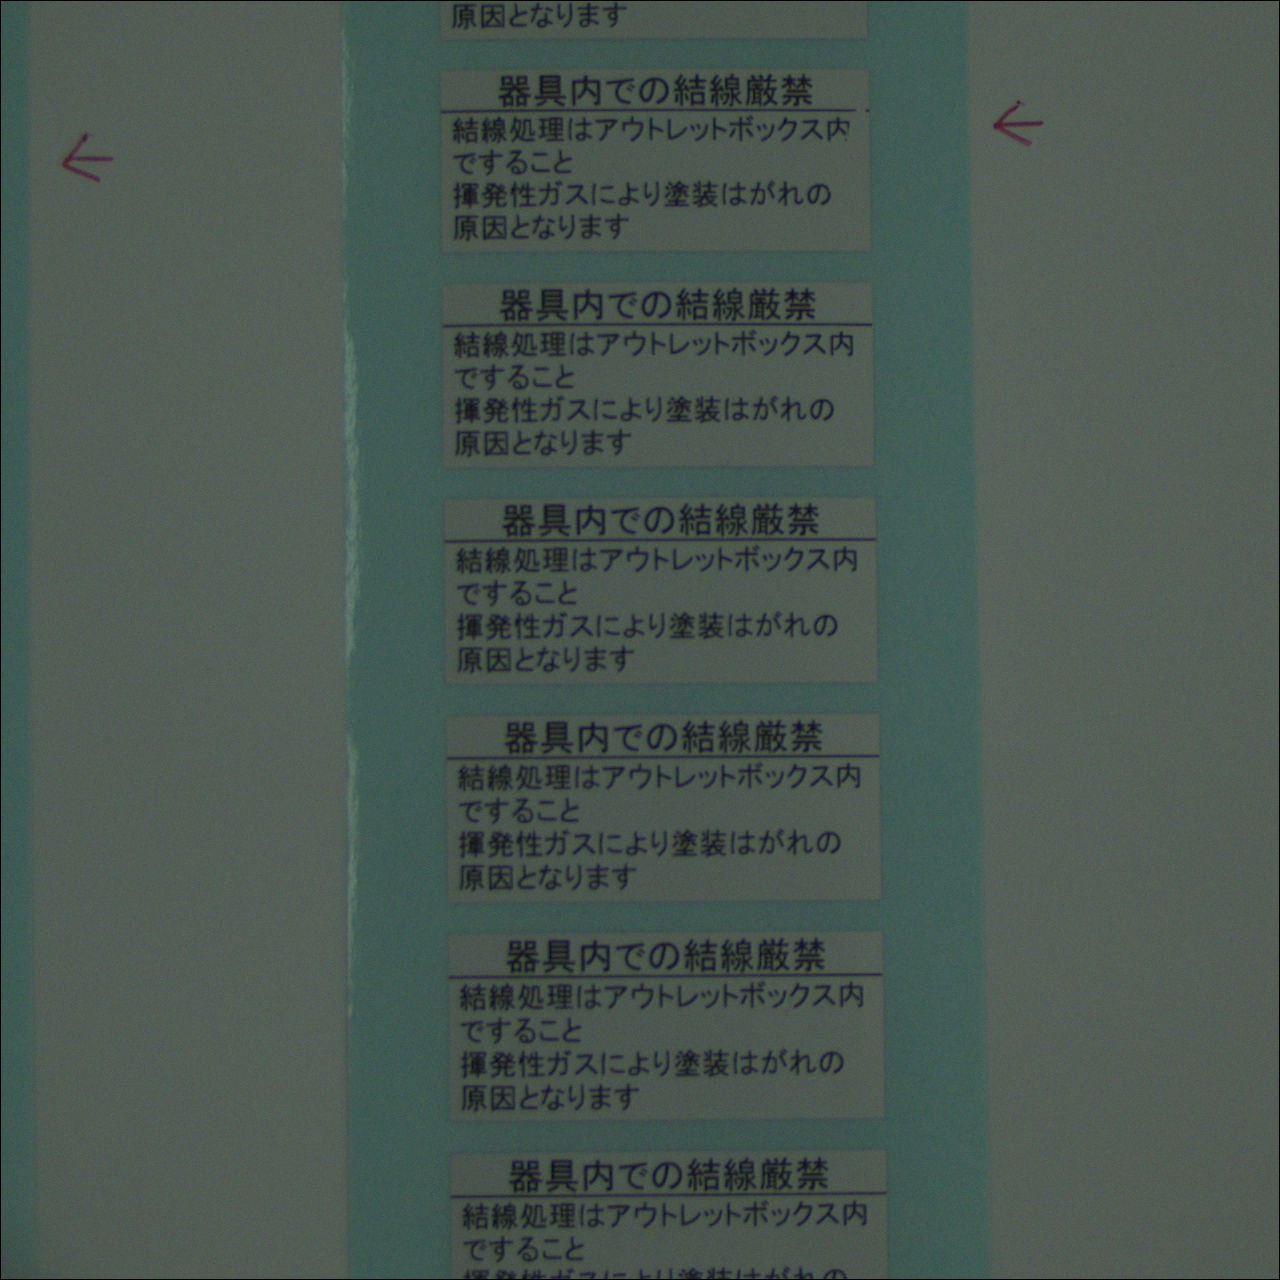 原因となります
器具内での結線厳禁
結線処理はアウトレットボックス内
ですること
揮発性ガスにより塗装はがれの
原因となります
器具内での結線厳禁
結線処理はアウトレットボックス内
ですること
揮発性ガスにより塗装はがれの
原因となります
器具内での結線厳禁
結線処理はアウトレットボックス内
ですること
揮発性ガスにより塗装はがれの
原因となります
器具内での結線厳禁
結線処理はアウトレットボックス内
ですること
揮発性ガスにより塗装はがれの
原因となります
器具内での結線厳禁
結線処理はアウトレットボックス内
ですること
揮発性ガスにより塗装はがれの
原因となります
器具内での結線厳禁
結線処理はアウトレットボックス内
ですること
揮発性ガスにより塗装はがれの